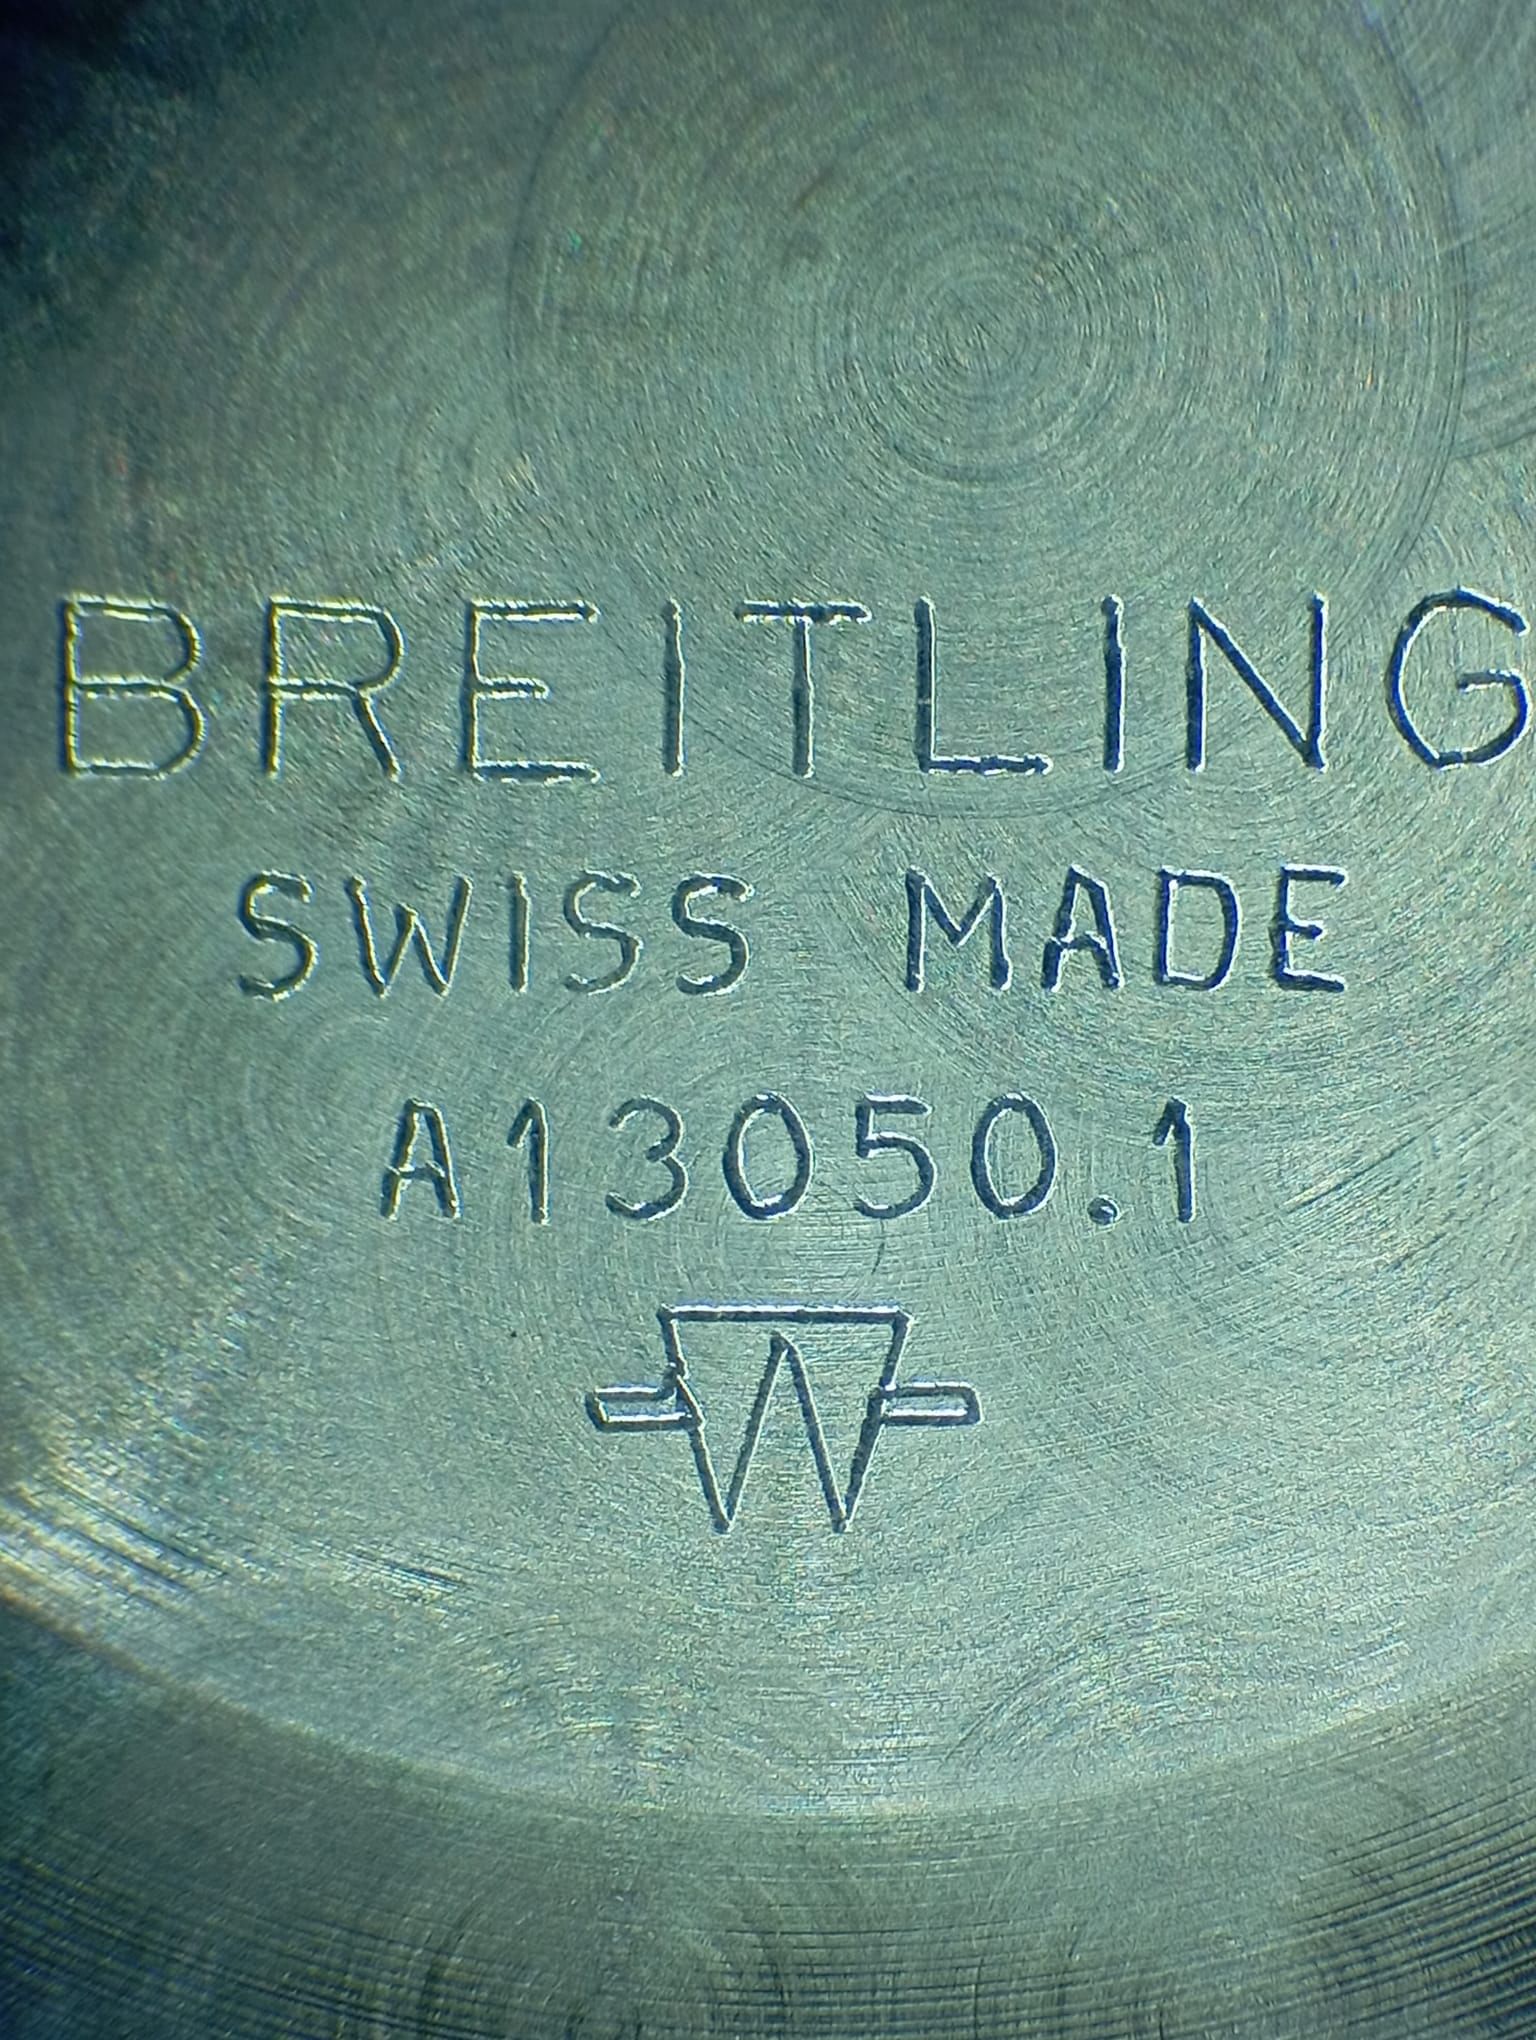 BREITLING
SWISS MADE
A13050.1
W